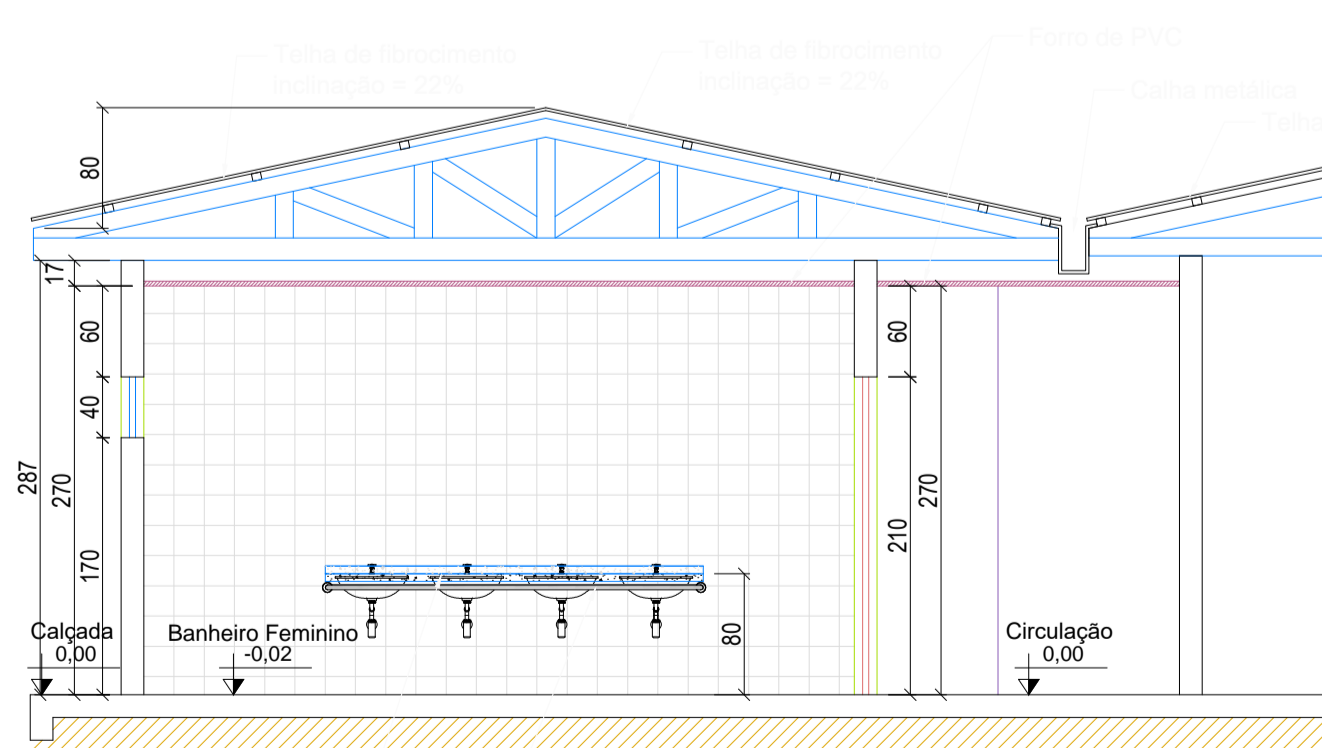 Telha de fibrocimento
inclinação = 22%
Telha de fibrocimento
inclinação = 22%
Forro de PVC
Calha metálica
Telha
80
17
60
40
287
270
170
60
270
210
80
Calçada
0,00
Banheiro Feminino
-0,02
Circulação
0,00